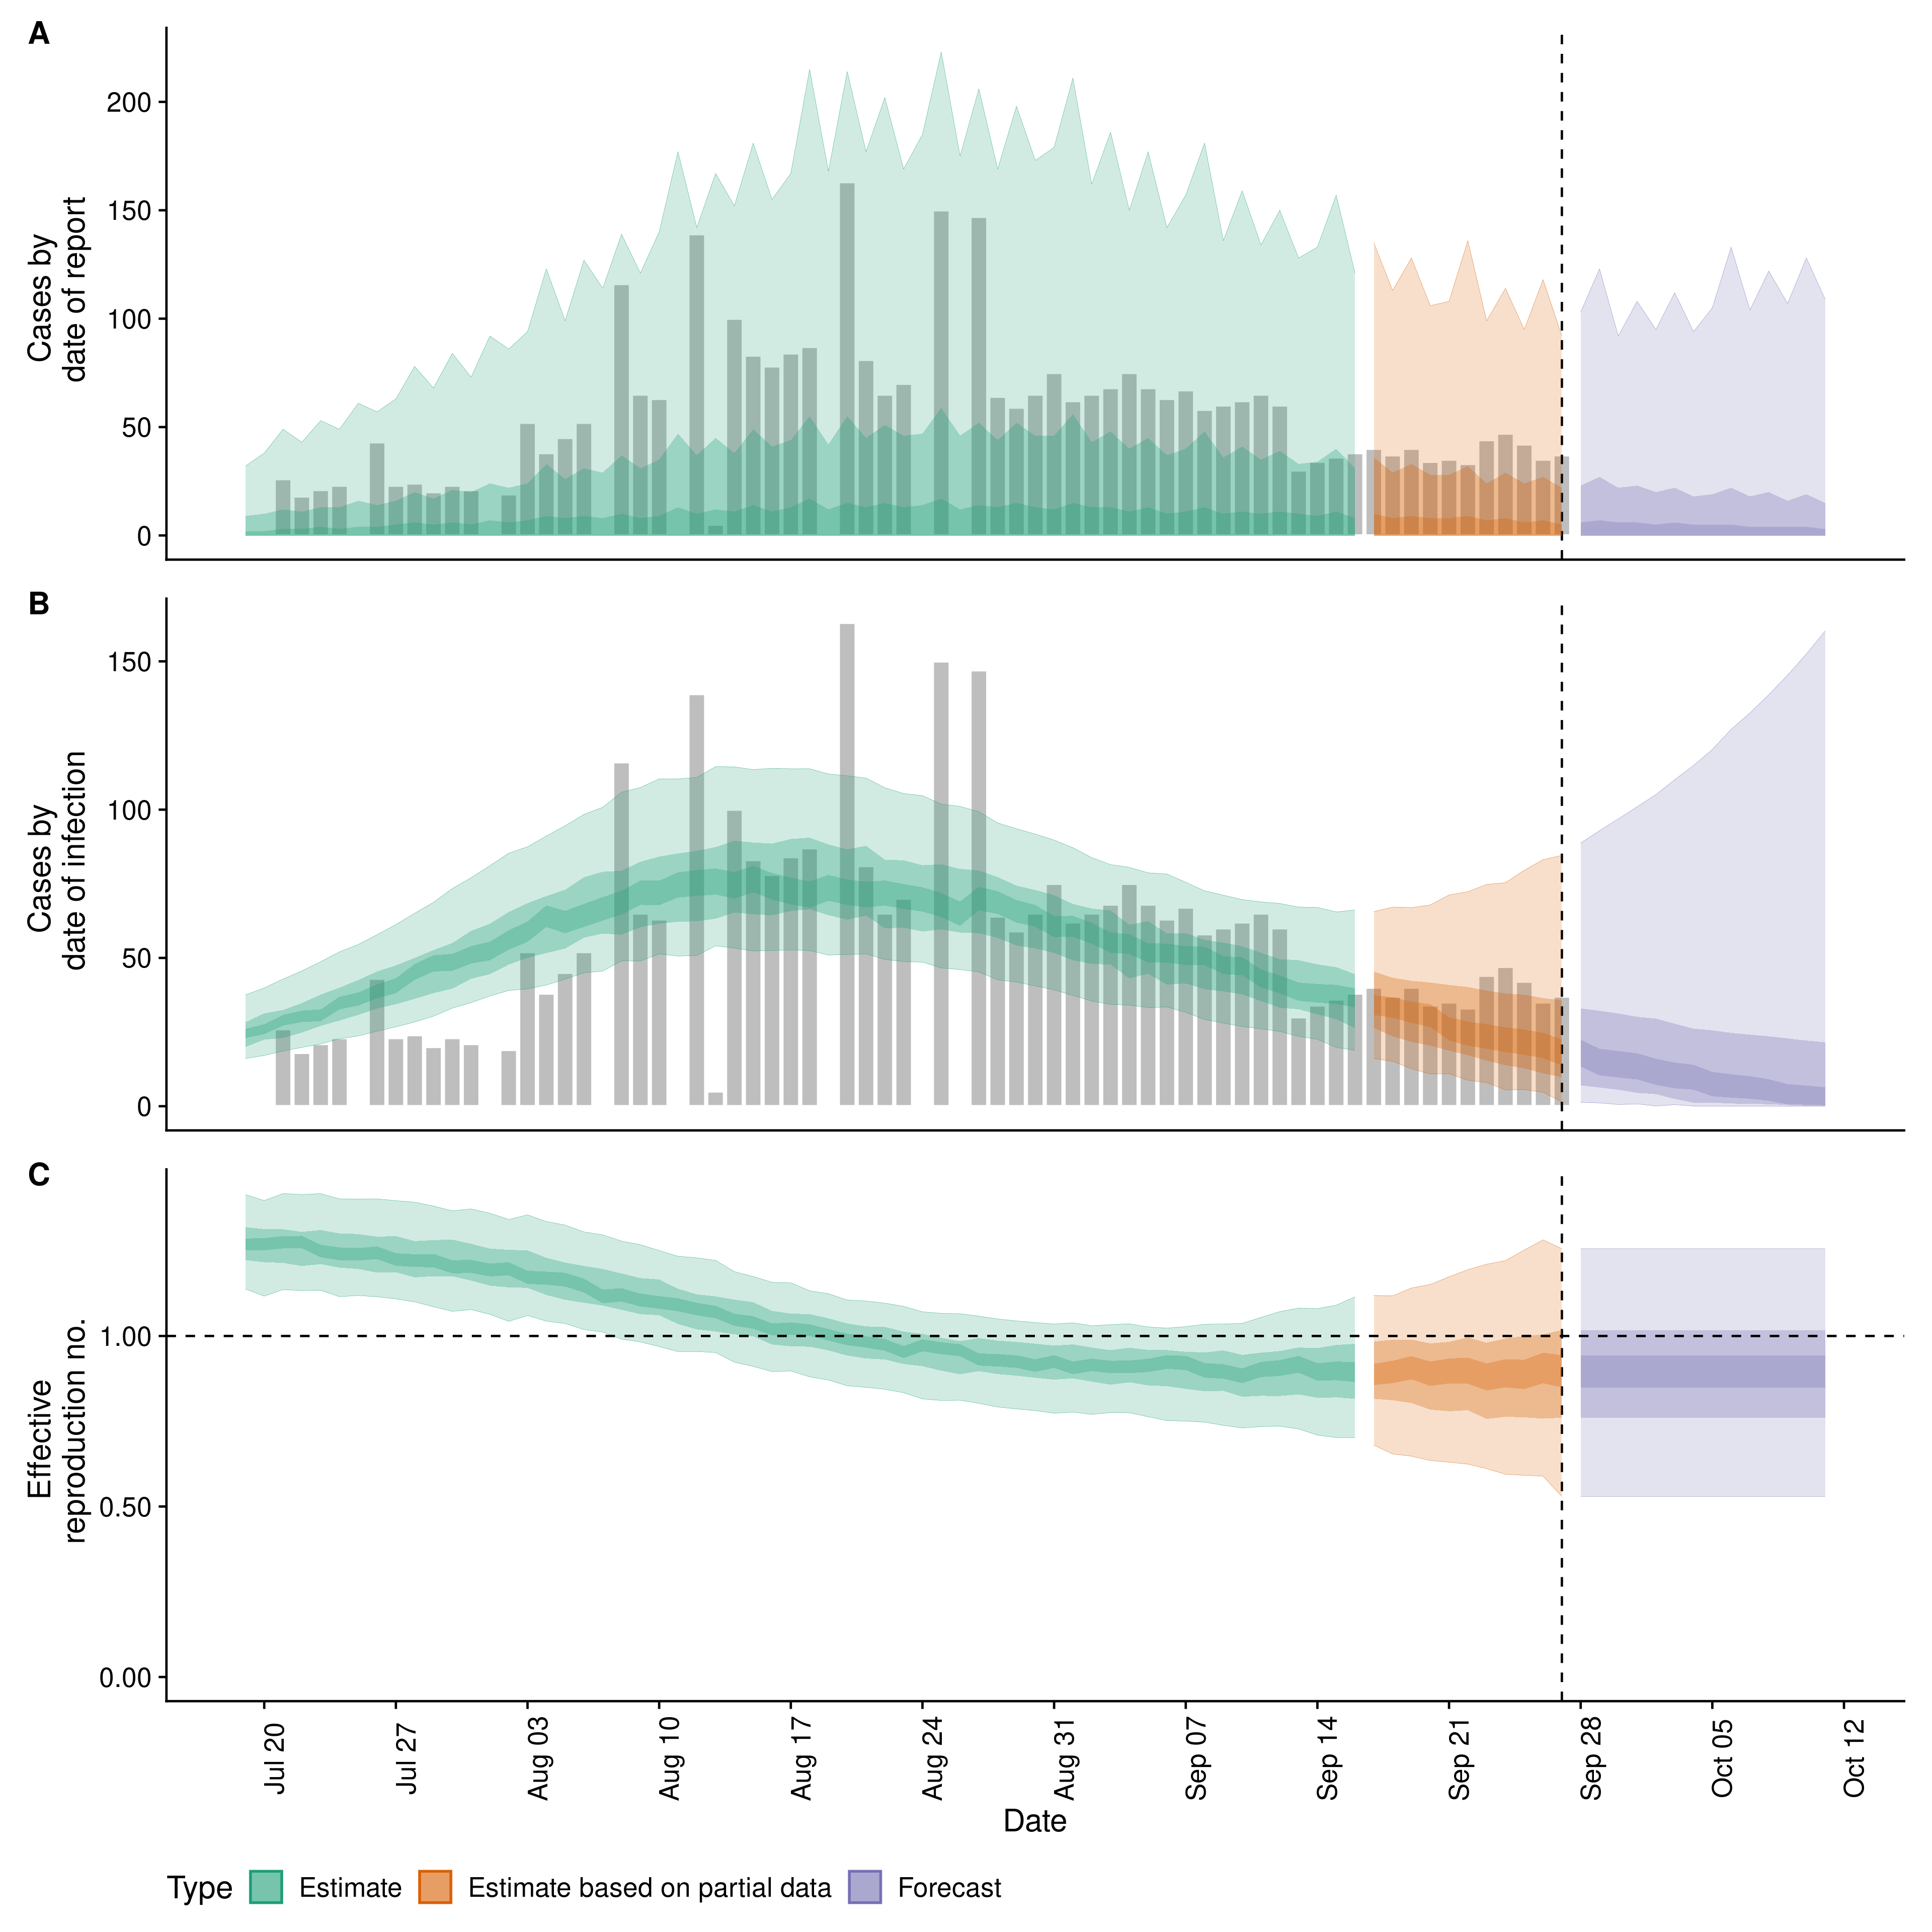 A
Cases by
date of report
200
150
100
50
0
B
Cases by
date of infection
150
100
50
0
C
Effective
reproduction no.
1.00
0.50
0.00
Jul 20
Jul 27
Aug 03
Aug 10
Aug 17
Aug 24
Aug 31
Sep 07
Sep 14
Sep 21
Sep 28
Oct 05
Oct 12
Date
Type Estimate Estimate based on partial data Forecast